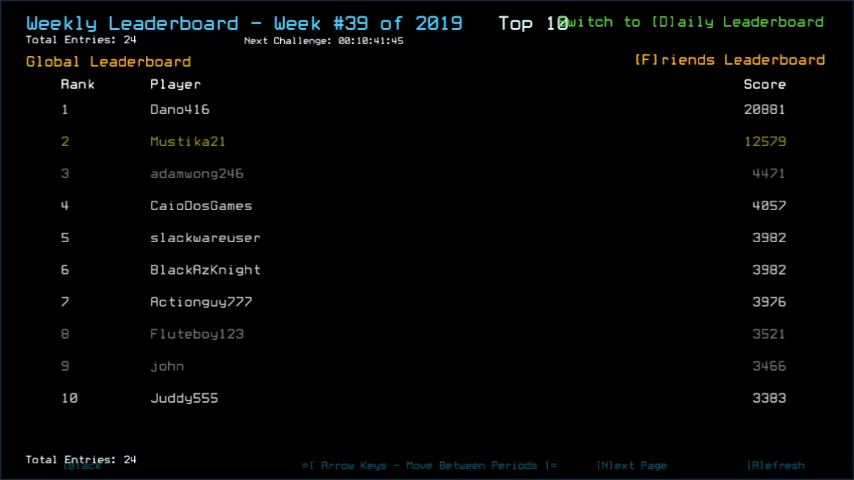 Weekly Leaderboard - Week #39 of 2019 Top 10 witch to [D]aily Leaderboard
Total Entries: 24 Next Challenge: 00:10:41:45
Global Leaderboard [F]riends Leaderboard
Rank Player Score
1 Dano416 20881
2 Mustika21 12579
3 adamwong246 4471
4 CaioDosGames 4057
5 slackwareuser 3982
6 BlackAzKnight 3982
7 Actionguy777 3976
8 Fluteboy123 3521
9 john 3466
10 Juddy555 3383
Total Entries: 24
=[ Arrow Keys - Move Between Periods ]= [N]ext Page [R]efresh